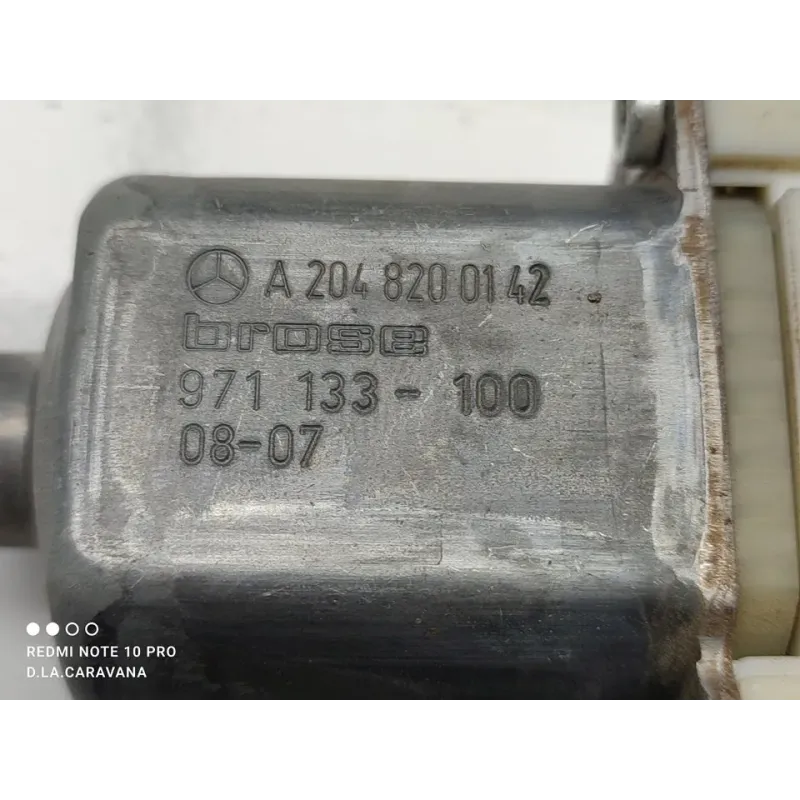 A 204 820 01 42
brose
971 133-100
08-07
REDMI NOTE 10 PRO
D.LA.CARAVANA